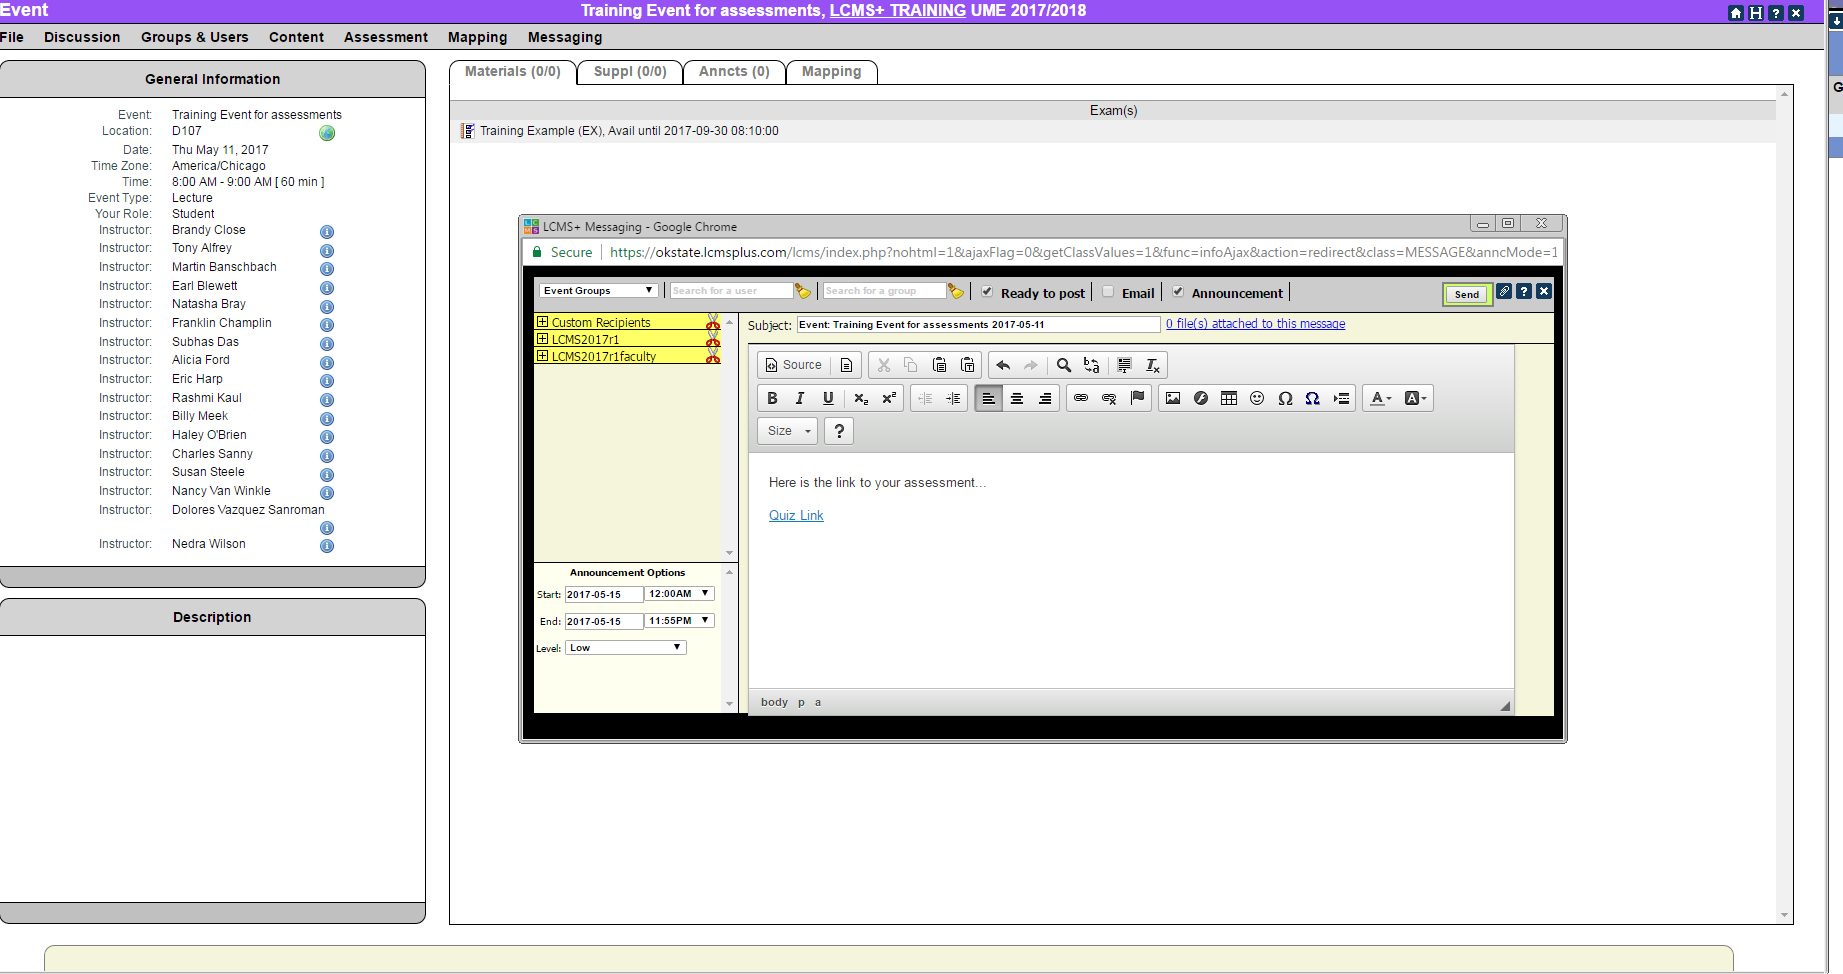 Event
Training Event for assessments, LCMS+ TRAINING UME 2017/2018
H ?
File Discussion Groups & Users Content Assessment Mapping Messaging
General Information
Event: Training Event for assessments
Location: D107
Date: Thu May 11, 2017
Time Zone: America/Chicago
Time: 8:00 AM - 9:00 AM [ 60 min ]
Event Type: Lecture
Your Role: Student
Instructor: Brandy Close
Instructor: Tony Alfrey
Instructor: Martin Banschbach
Instructor: Earl Blewett
Instructor: Natasha Bray
Instructor: Franklin Champlin
Instructor: Subhas Das
Instructor: Alicia Ford
Instructor: Eric Harp
Instructor: Rashmi Kaul
Instructor: Billy Meek
Instructor: Haley O'Brien
Instructor: Charles Sanny
Instructor: Susan Steele
Instructor: Nancy Van Winkle
Instructor: Dolores Vazquez Sanroman
Instructor: Nedra Wilson
Description
Materials (0/0) Suppl (0/0) Anncts (0) Mapping
Exam(s)
Training Example (EX), Avail until 2017-09-30 08:10:00
LCMS+ Messaging - Google Chrome
Secure https://okstate.lcmsplus.com/lcms/index.php?nohtml=1&ajaxFlag=0&getClassValues=1&func=infoAjax&action=redirect&class=MESSAGE&anncMode=1
Event Groups Search for a user Search for a group Ready to post Email Announcement Send ?
Custom Recipients
LCMS2017r1
LCMS2017r1faculty
Announcement Options
Start: 2017-05-15 12:00AM
End: 2017-05-15 11:55PM
Level: Low
Subject: Event: Training Event for assessments 2017-05-11 0 file(s) attached to this message
Source
B I U x₂ x²
Size ?
Here is the link to your assessment...
Quiz Link
body p a
G